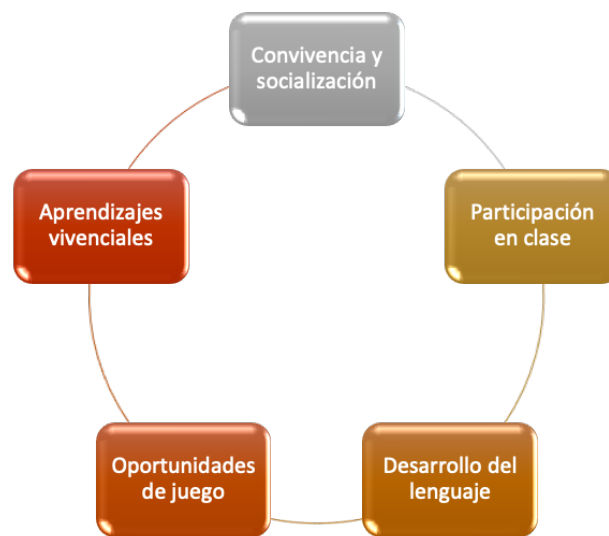 Convivencia y
socialización
Participación
en clase
Desarrollo del
lenguaje
Oportunidades
de juego
Aprendizajes
vivenciales